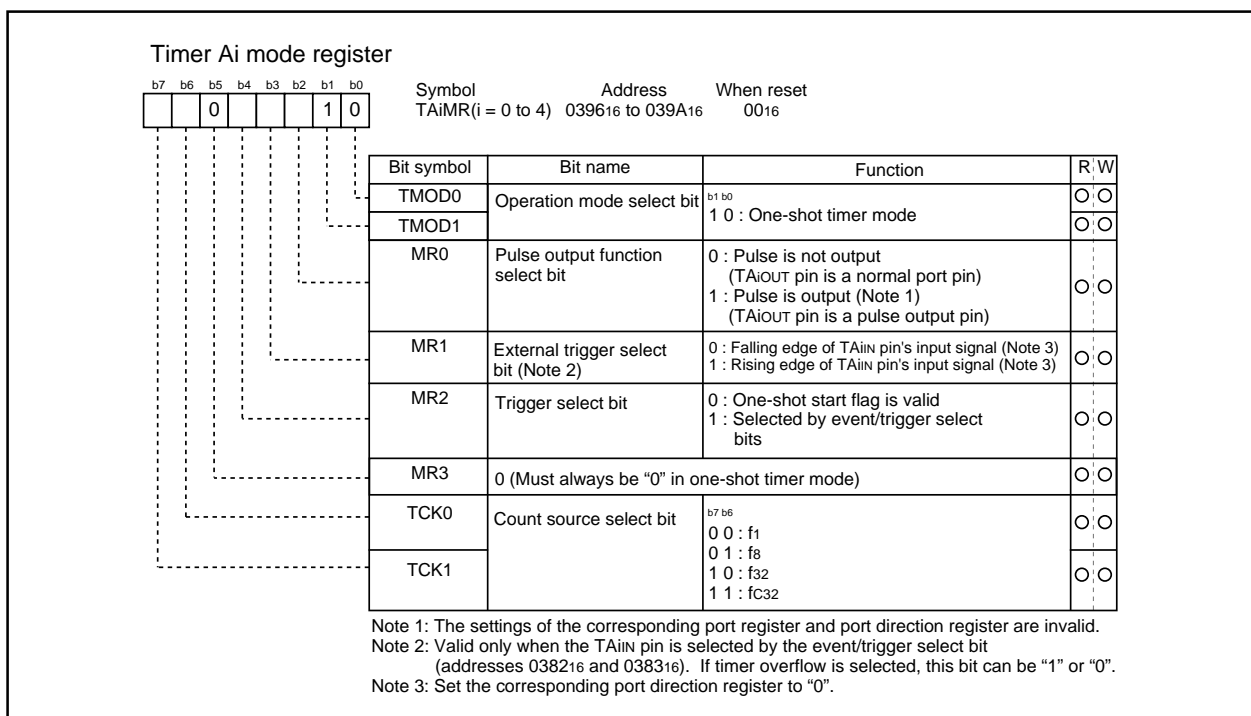 Timer Ai mode register
b7 b6 b5 b4 b3 b2 b1 b0
0 1 0
Symbol Address When reset
TAiMR(i = 0 to 4) 039616 to 039A16 0016
Bit symbol Bit name Function R W
TMOD0 Operation mode select bit b1 b0
1 0 : One-shot timer mode
TMOD1
MR0 Pulse output function 0 : Pulse is not output
select bit (TAiOUT pin is a normal port pin)
1 : Pulse is output (Note 1)
(TAiOUT pin is a pulse output pin)
MR1 External trigger select 0 : Falling edge of TAiIN pin's input signal (Note 3)
bit (Note 2) 1 : Rising edge of TAiIN pin's input signal (Note 3)
MR2 Trigger select bit 0 : One-shot start flag is valid
1 : Selected by event/trigger select
bits
MR3 0 (Must always be “0” in one-shot timer mode)
TCK0 Count source select bit b7 b6
0 0 : f1
0 1 : f8
TCK1 1 0 : f32
1 1 : fC32
Note 1: The settings of the corresponding port register and port direction register are invalid.
Note 2: Valid only when the TAiIN pin is selected by the event/trigger select bit
(addresses 038216 and 038316). If timer overflow is selected, this bit can be “1” or “0”.
Note 3: Set the corresponding port direction register to “0”.